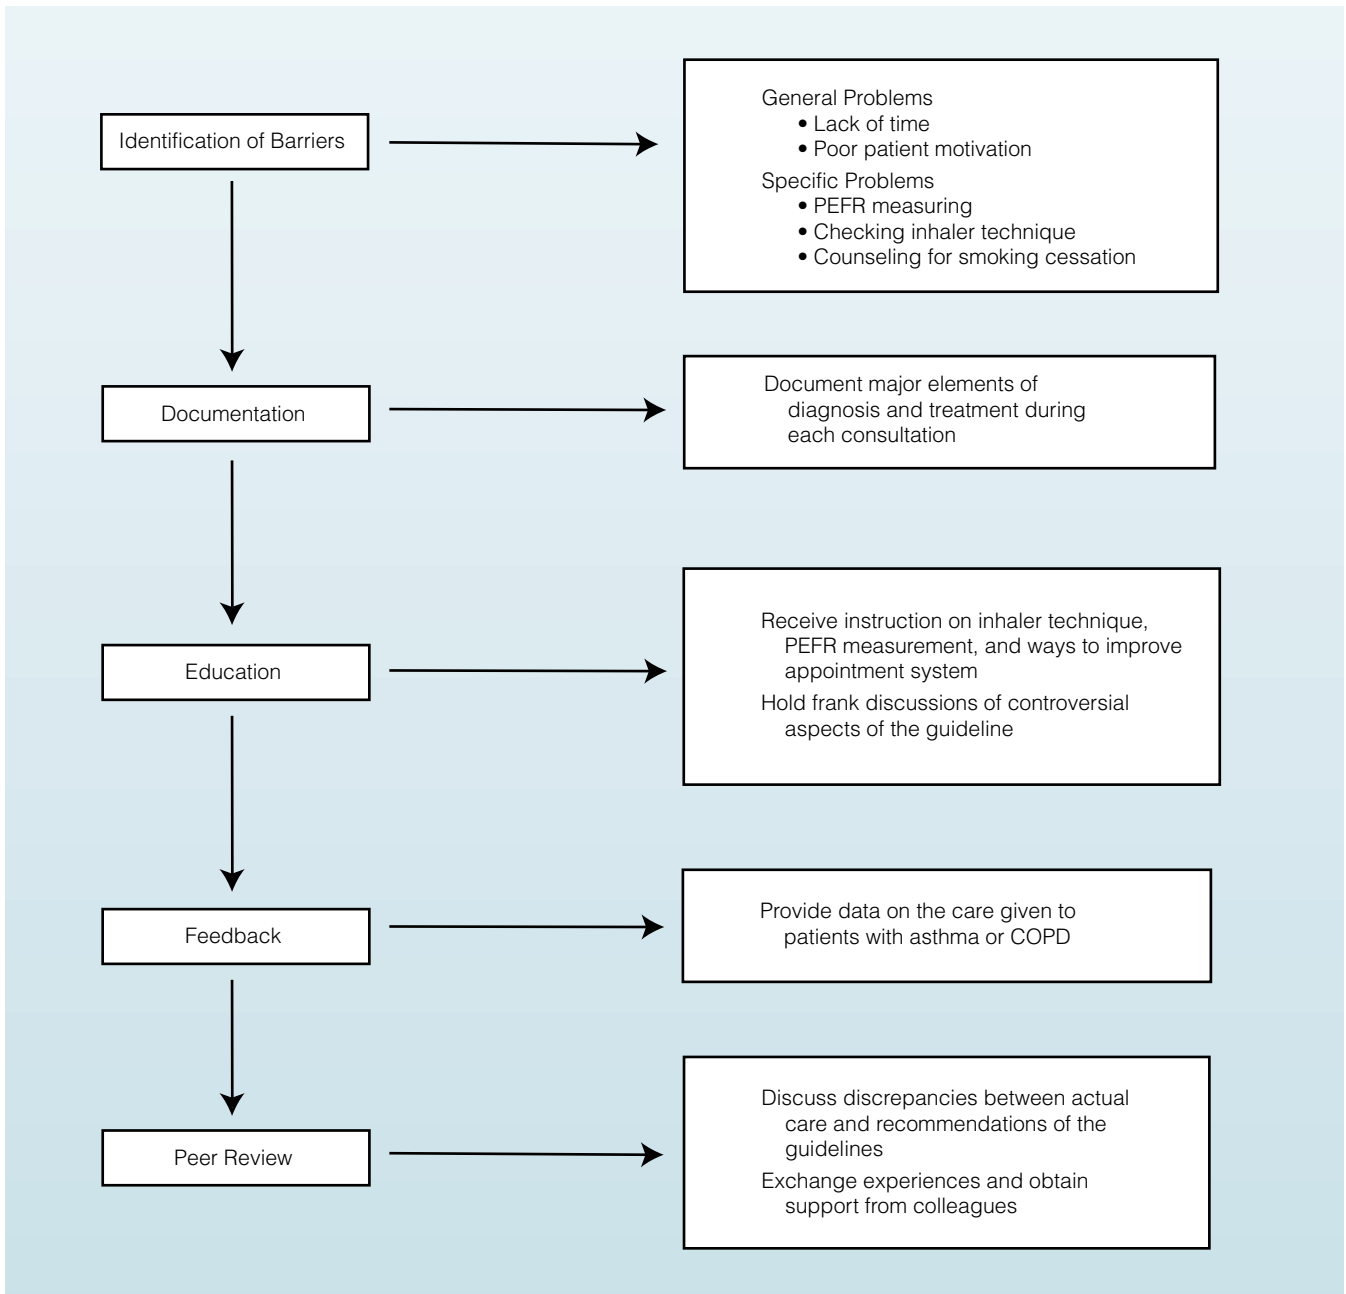 Identification of Barriers
General Problems
• Lack of time
• Poor patient motivation
Specific Problems
• PEFR measuring
• Checking inhaler technique
• Counseling for smoking cessation
Documentation
Document major elements of
diagnosis and treatment during
each consultation
Education
Receive instruction on inhaler technique,
PEFR measurement, and ways to improve
appointment system
Hold frank discussions of controversial
aspects of the guideline
Feedback
Provide data on the care given to
patients with asthma or COPD
Peer Review
Discuss discrepancies between actual
care and recommendations of the
guidelines
Exchange experiences and obtain
support from colleagues